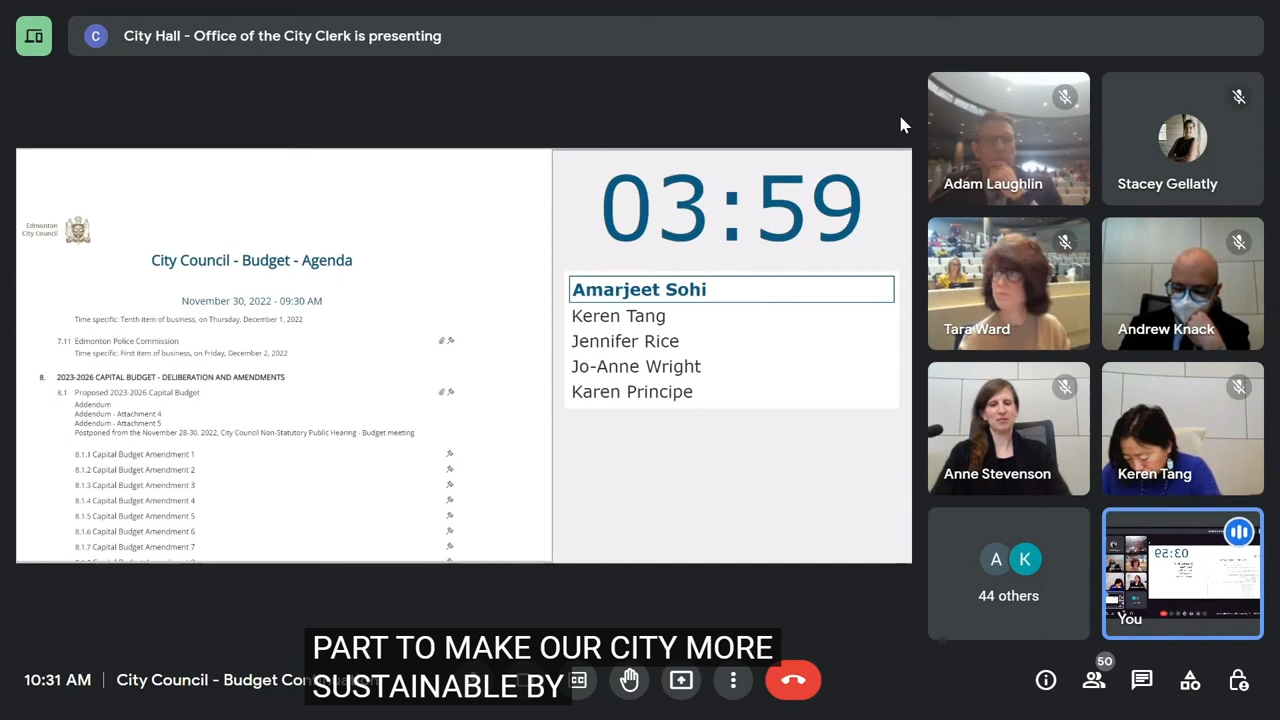 C
City Hall - Office of the City Clerk is presenting
Edmonton
City Council
City Council - Budget - Agenda
November 30, 2022 - 09:30 AM
Time specific: Tenth item of business, on Thursday, December 1, 2022
7.11 Edmonton Police Commission
Time specific: First item of business, on Friday, December 2, 2022
8. 2023-2026 CAPITAL BUDGET - DELIBERATION AND AMENDMENTS
8.1 Proposed 2023-2026 Capital Budget
Addendum
Addendum - Attachment 4
Addendum - Attachment 5
Postponed from the November 28-30, 2022, City Council Non-Statutory Public Hearing - Budget meeting
8.1.1 Capital Budget Amendment 1
8.1.2 Capital Budget Amendment 2
8.1.3 Capital Budget Amendment 3
8.1.4 Capital Budget Amendment 4
8.1.5 Capital Budget Amendment 5
8.1.6 Capital Budget Amendment 6
8.1.7 Capital Budget Amendment 7
03:59
Amarjeet Sohi
Keren Tang
Jennifer Rice
Jo-Anne Wright
Karen Principe
Adam Laughlin
Stacey Gellatly
Tara Ward
Andrew Knack
Anne Stevenson
Keren Tang
A K
44 others
03:59
You
PART TO MAKE OUR CITY MORE
SUSTAINABLE BY
10:31 AM
City Council - Budget Con
50